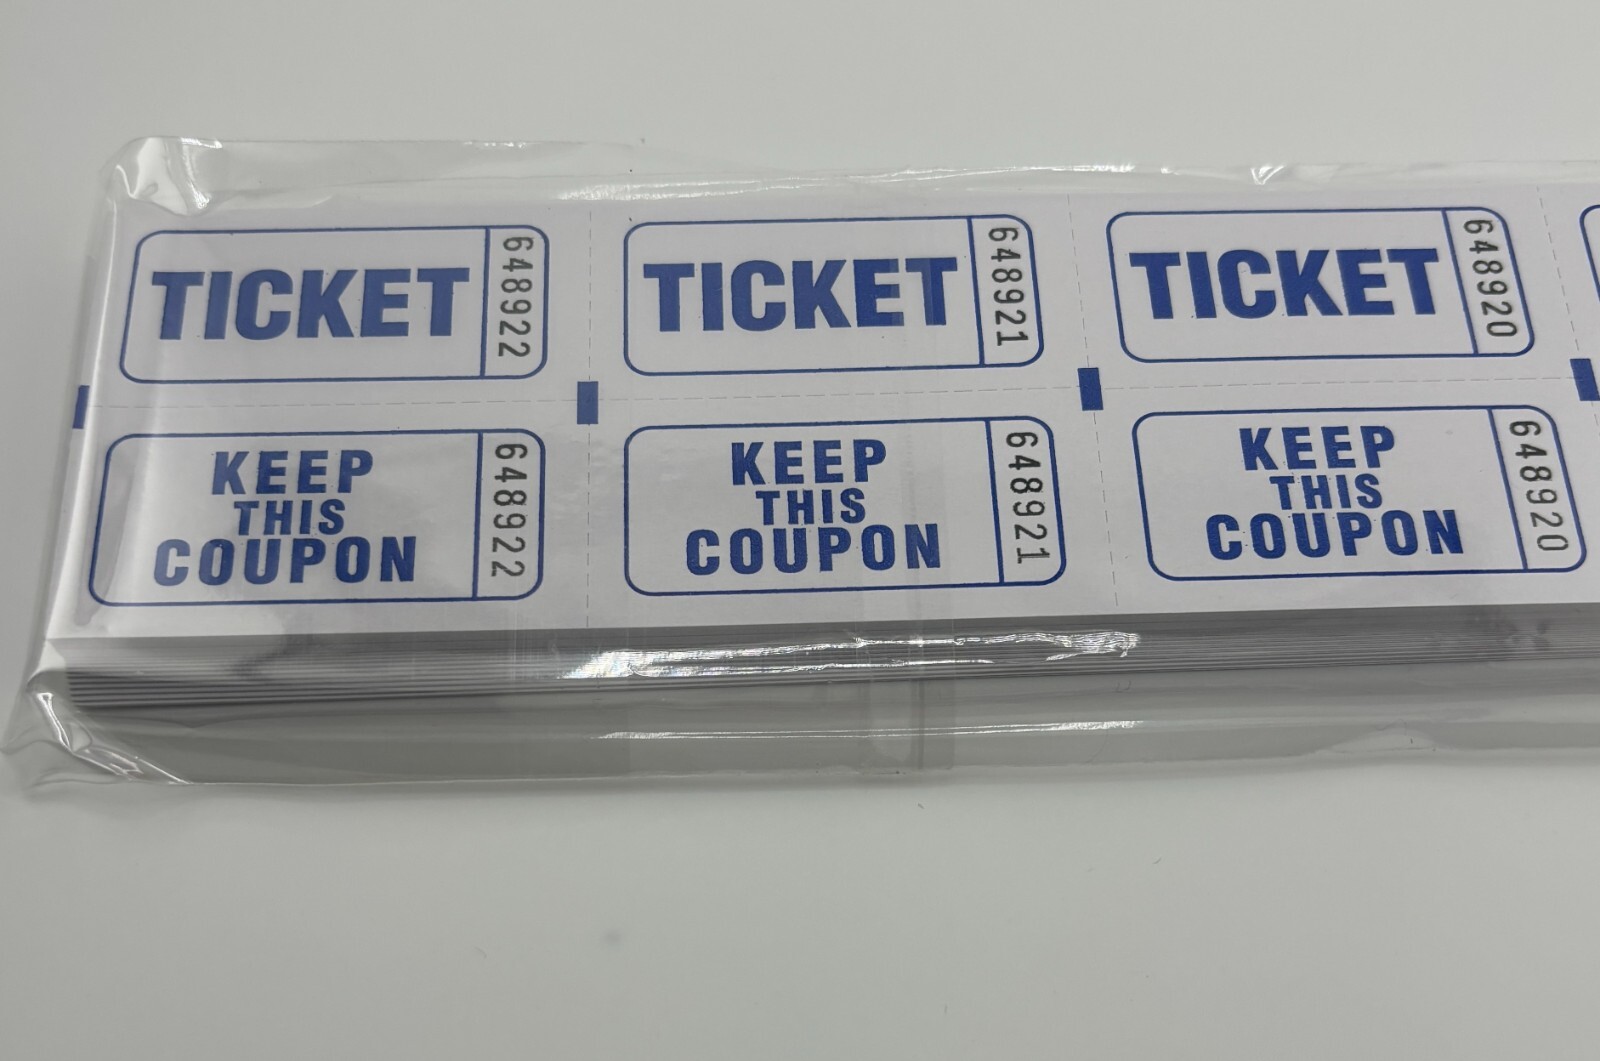 TICKET 648922
TICKET 648921
TICKET 648920
KEEP
THIS
COUPON
648922
KEEP
THIS
COUPON
648921
KEEP
THIS
COUPON
648920